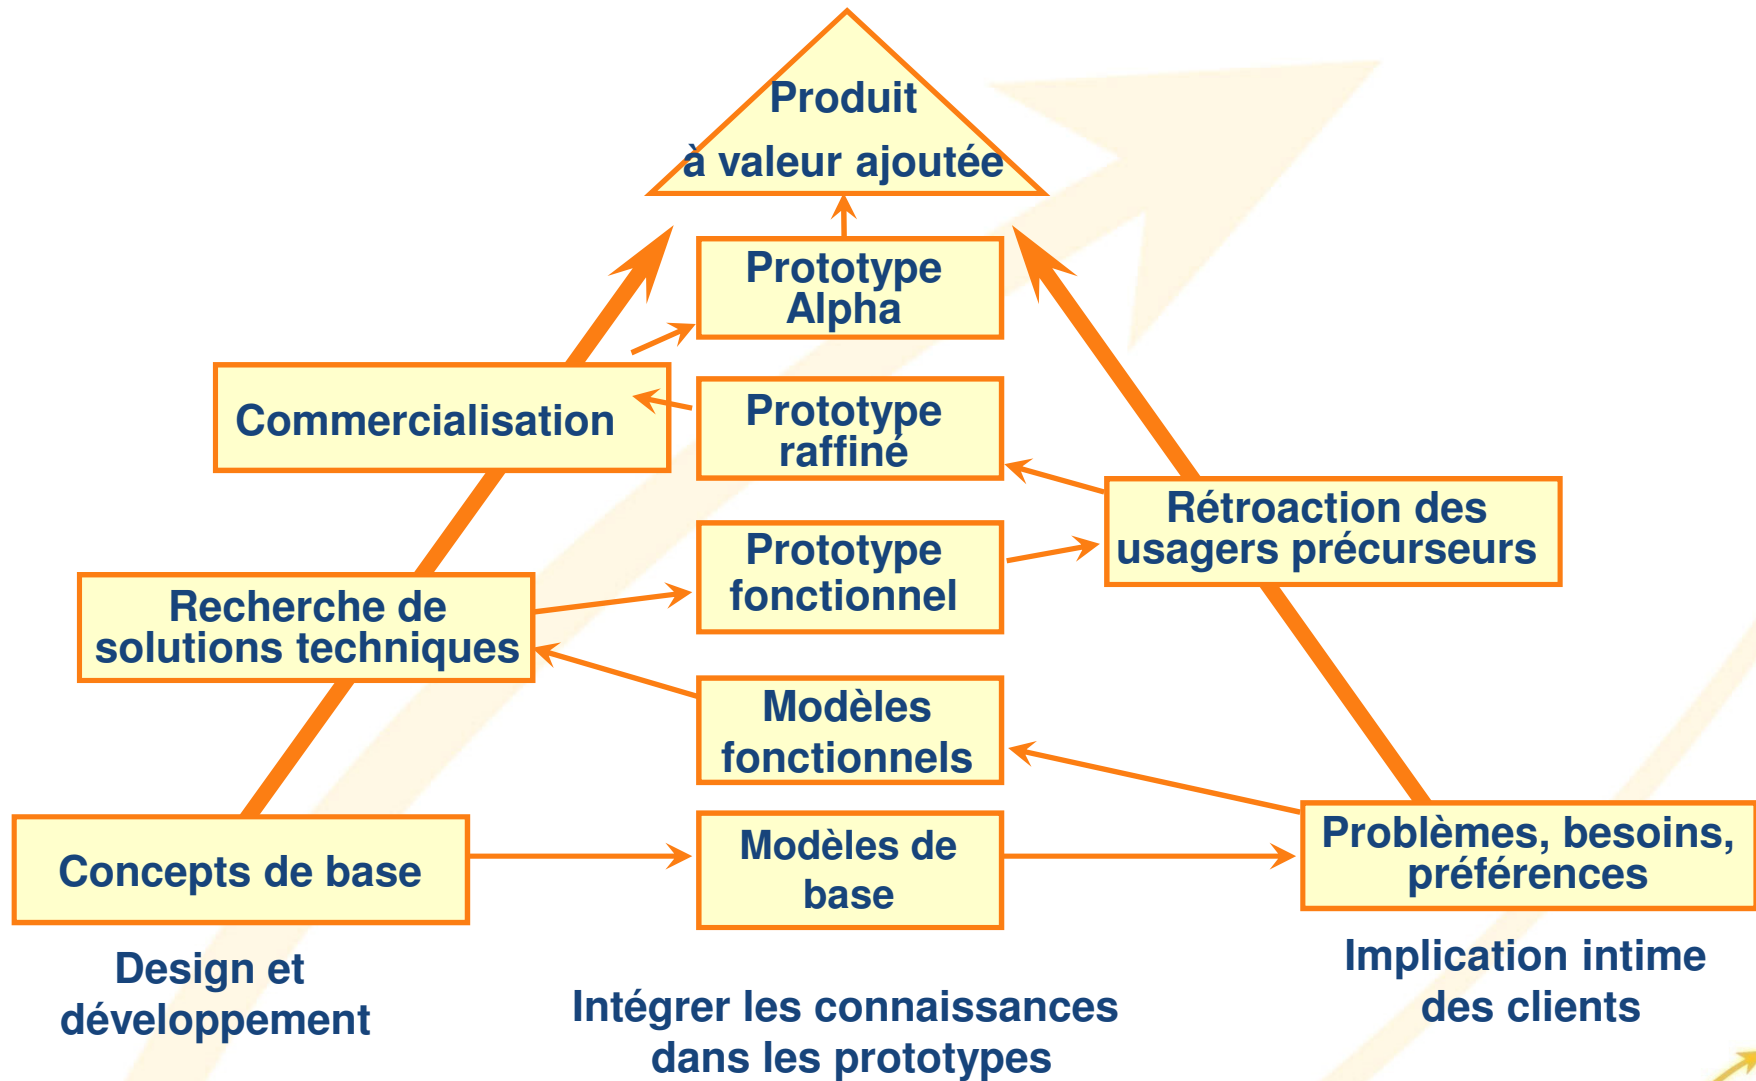 Produit
à valeur ajoutée
Prototype
Alpha
Commercialisation
Prototype
raffiné
Rétroaction des
usagers précurseurs
Prototype
fonctionnel
Recherche de
solutions techniques
Modèles
fonctionnels
Concepts de base
Modèles de
base
Problèmes, besoins,
préférences
Design et
développement
Intégrer les connaissances
dans les prototypes
Implication intime
des clients